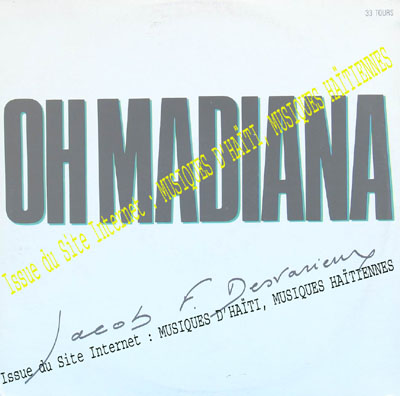 33 TOURS
OH MADIANA
Issue du Site Internet : MUSIQUES D'HAÏTI, MUSIQUES HAÏTIENNES
Jacob F. Desvarieux
Issue du Site Internet : MUSIQUES D'HAÏTI, MUSIQUES HAÏTIENNES